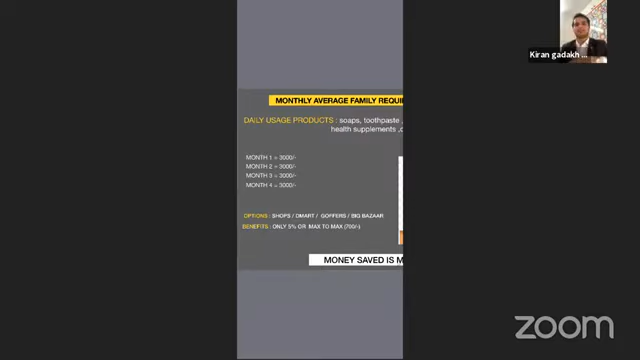 Kiran gadakh ...
MONTHLY AVERAGE FAMILY REQUI
DAILY USAGE PRODUCTS : soaps, toothpaste ,
health supplements ,c
MONTH 1 = 3000/-
MONTH 2 = 3000/-
MONTH 3 = 3000/-
MONTH 4 = 3000/-
OPTIONS : SHOPS / DMART / GOFFERS / BIG BAZAAR
BENEFITS : ONLY 5% OR MAX TO MAX (700/-)
MONEY SAVED IS M
zoom